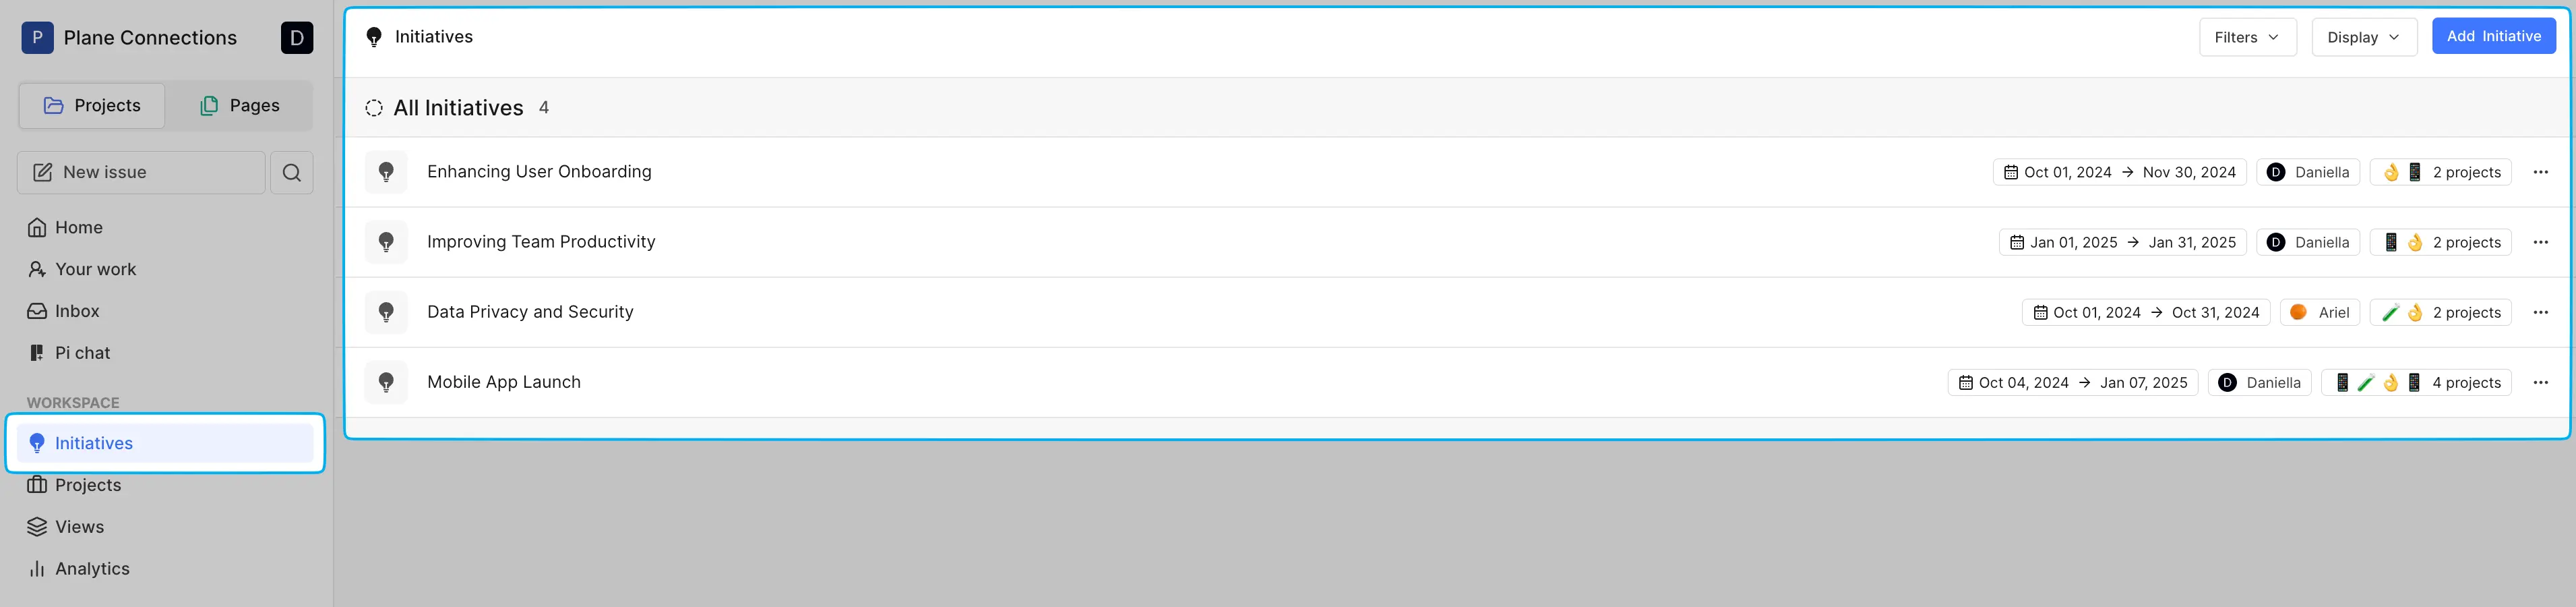 P Plane Connections D
Projects Pages
New issue
Home
Your work
Inbox
Pi chat
WORKSPACE
Initiatives
Projects
Views
Analytics
Initiatives Filters Display Add Initiative
All Initiatives 4
Enhancing User Onboarding Oct 01, 2024 → Nov 30, 2024 D Daniella 👌 📱 2 projects ...
Improving Team Productivity Jan 01, 2025 → Jan 31, 2025 D Daniella 📱 👌 2 projects ...
Data Privacy and Security Oct 01, 2024 → Oct 31, 2024 Ariel 🧪 👌 2 projects ...
Mobile App Launch Oct 04, 2024 → Jan 07, 2025 D Daniella 📱 🧪 👌 📱 4 projects ...